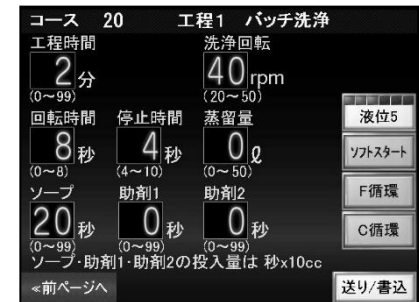 コース 20 工程1 バッチ洗浄
工程時間 洗浄回転
2分 40rpm
(0～99) (20～50)
回転時間 停止時間 蒸留量 液位5
8秒 4秒 0ℓ ソフトスタート
(0～8) (4～10) (0～50)
ソープ 助剤1 助剤2 F循環
20秒 0秒 0秒 C循環
(0～99) (0～99) (0～99)
ソープ・助剤1・助剤2の投入量は 秒x10cc
≪前ページへ 送り/書込